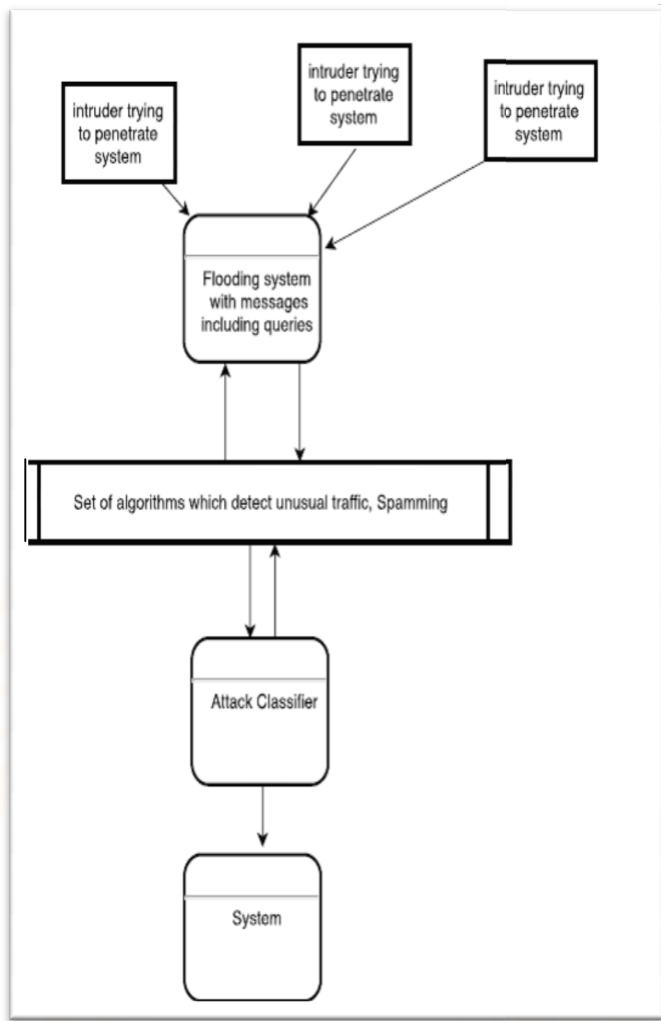 intruder trying
to penetrate
system
intruder trying
to penetrate
system
intruder trying
to penetrate
system
Flooding system
with messages
including queries
Set of algorithms which detect unusual traffic, Spamming
Attack Classifier
System